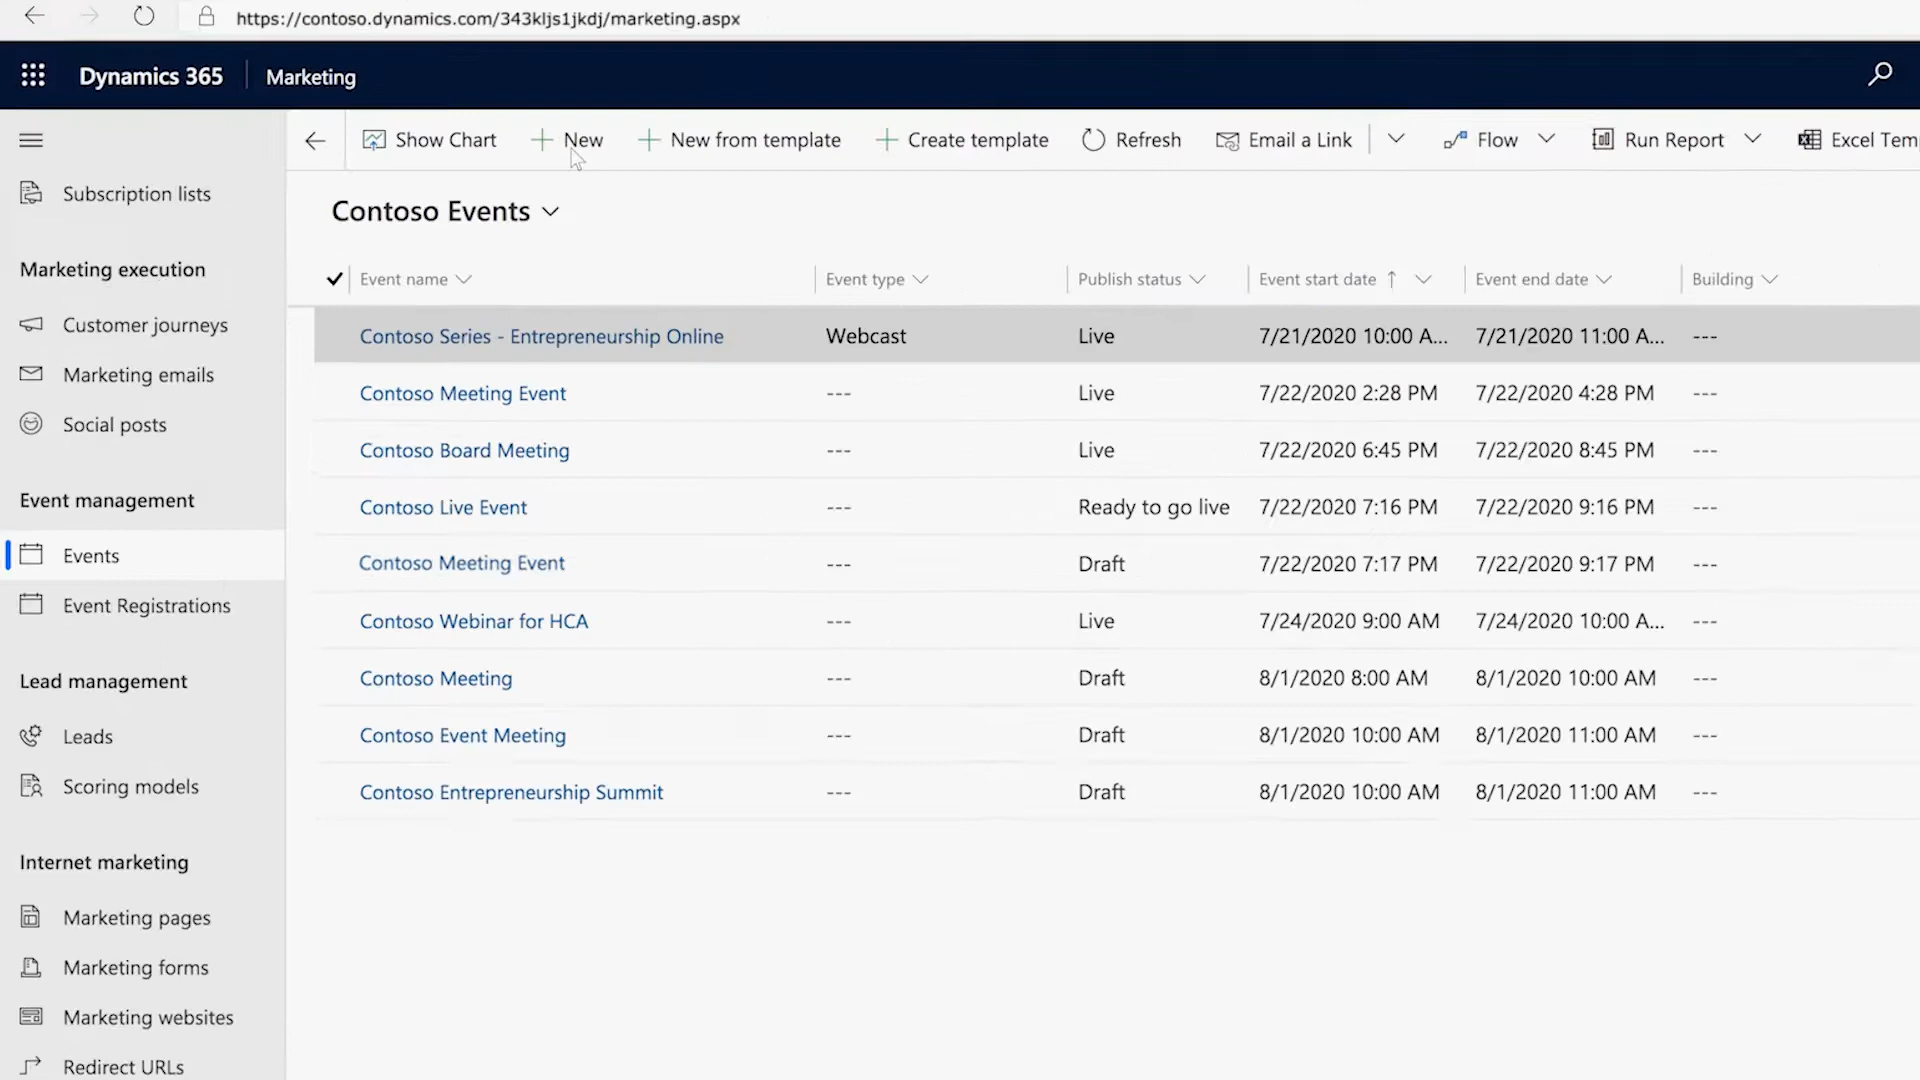 https://contoso.dynamics.com/343kljs1jkdj/marketing.aspx
Dynamics 365 Marketing
Show Chart New New from template Create template Refresh Email a Link Flow Run Report Excel Temp
Subscription lists
Marketing execution
Customer journeys
Marketing emails
Social posts
Event management
Events
Event Registrations
Lead management
Leads
Scoring models
Internet marketing
Marketing pages
Marketing forms
Marketing websites
Redirect URLs
Contoso Events
Event name Event type Publish status Event start date Event end date Building
Contoso Series - Entrepreneurship Online Webcast Live 7/21/2020 10:00 A... 7/21/2020 11:00 A... ---
Contoso Meeting Event --- Live 7/22/2020 2:28 PM 7/22/2020 4:28 PM ---
Contoso Board Meeting --- Live 7/22/2020 6:45 PM 7/22/2020 8:45 PM ---
Contoso Live Event --- Ready to go live 7/22/2020 7:16 PM 7/22/2020 9:16 PM ---
Contoso Meeting Event --- Draft 7/22/2020 7:17 PM 7/22/2020 9:17 PM ---
Contoso Webinar for HCA --- Live 7/24/2020 9:00 AM 7/24/2020 10:00 A... ---
Contoso Meeting --- Draft 8/1/2020 8:00 AM 8/1/2020 10:00 AM ---
Contoso Event Meeting --- Draft 8/1/2020 10:00 AM 8/1/2020 11:00 AM ---
Contoso Entrepreneurship Summit --- Draft 8/1/2020 10:00 AM 8/1/2020 11:00 AM ---